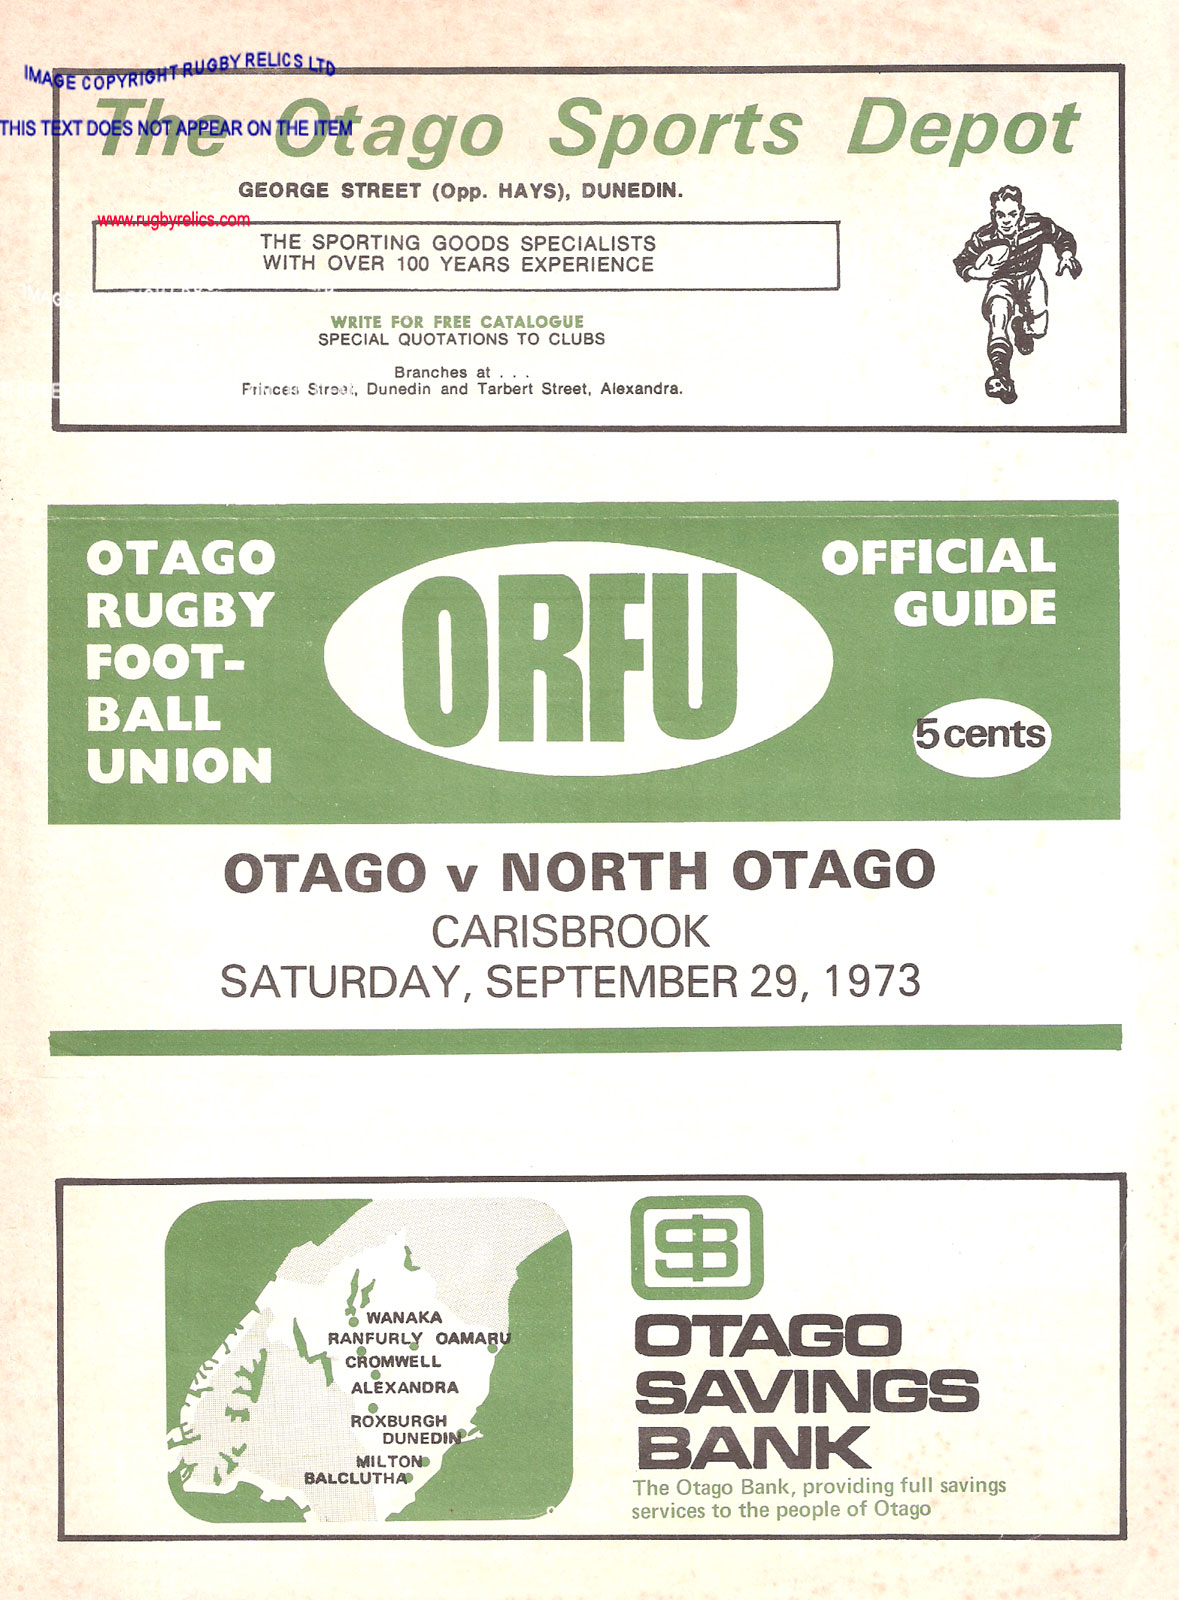 IMAGE COPYRIGHT RUGBY RELICS LTD
The Otago Sports Depot
THIS TEXT DOES NOT APPEAR ON THE ITEM
GEORGE STREET (Opp. HAYS), DUNEDIN.
www.rugbyrelics.com
THE SPORTING GOODS SPECIALISTS
WITH OVER 100 YEARS EXPERIENCE
WRITE FOR FREE CATALOGUE
SPECIAL QUOTATIONS TO CLUBS
Branches at . . .
Princes Street, Dunedin and Tarbert Street, Alexandra.
OTAGO
RUGBY
FOOT-
BALL
UNION
ORFU
OFFICIAL
GUIDE
5 cents
OTAGO v NORTH OTAGO
CARISBROOK
SATURDAY, SEPTEMBER 29, 1973
WANAKA
RANFURLY OAMARU
CROMWELL
ALEXANDRA
ROXBURGH
DUNEDIN
MILTON
BALCLUTHA
SB
OTAGO
SAVINGS
BANK
The Otago Bank, providing full savings
services to the people of Otago